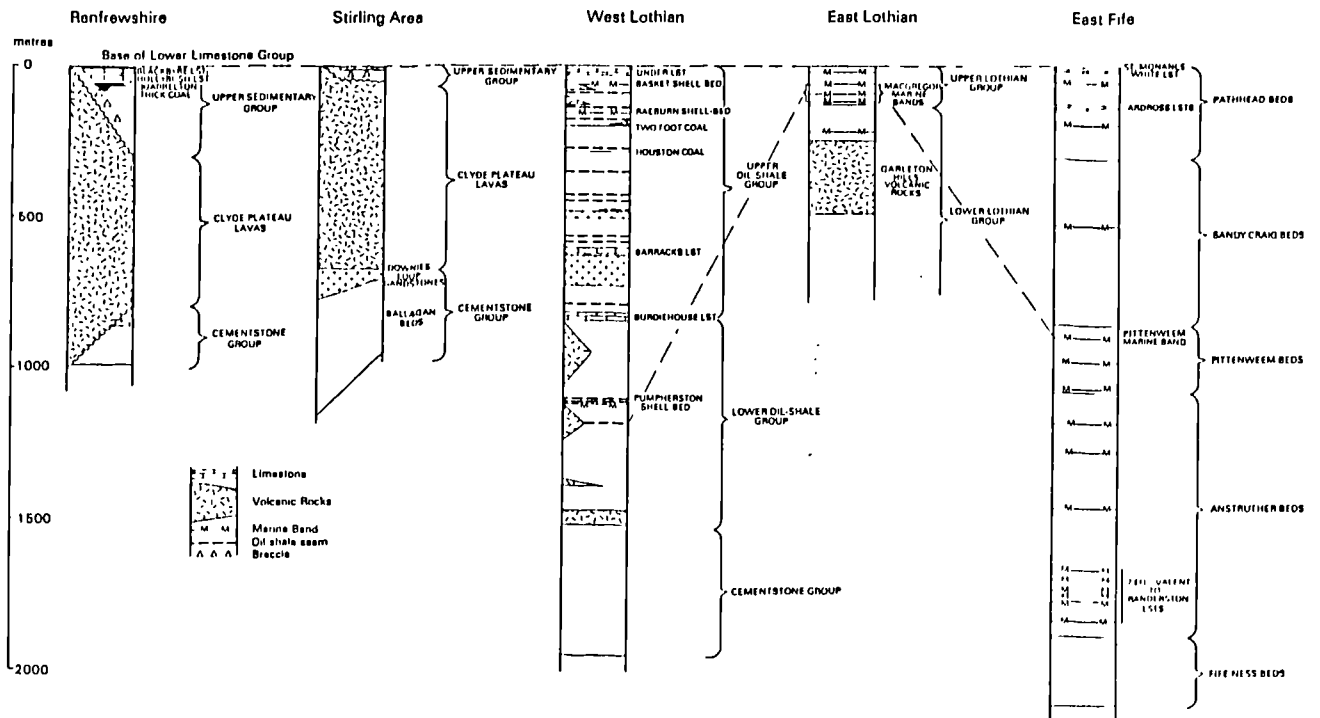 Renfrewshire
Stirling Area
West Lothian
East Lothian
East Fife
metres
Base of Lower Limestone Group
0
500
1000
1500
2000
THICK COAL
UPPER SEDIMENTARY
GROUP
CLYDE PLATEAU
LAVAS
CEMENTSTONE
GROUP
UPPER SEDIMENTARY
GROUP
CLYDE PLATEAU
LAVAS
DOWNIES
LOUP
SANDSTONES
BALLAGAN
BEDS
CEMENTSTONE
GROUP
UNDER LST
BASKET SHELL BED
RAEBURN SHELL-BED
TWO FOOT COAL
HOUSTON COAL
BARRACKS LST
BURDIEHOUSE LST
PUMPHERSTON
SHELL BED
UPPER
OIL SHALE
GROUP
LOWER OIL-SHALE
GROUP
CEMENTSTONE GROUP
M M
MACGREGOR
MARINE
BANDS
GARLETON
HILLS
VOLCANIC
ROCKS
UPPER LOTHIAN
GROUP
LOWER LOTHIAN
GROUP
ST. MONANCE
WHITE LST
ARDROSS LSTS
PITTENWEEM
MARINE BAND
TO
PATHHEAD BEDS
SANDY CRAIG BEDS
PITTENWEEM BEDS
ANSTRUTHER BEDS
FIFE NESS BEDS
Limestone
Volcanic Rocks
M M Marine Band
Oil shale seam
Breccia